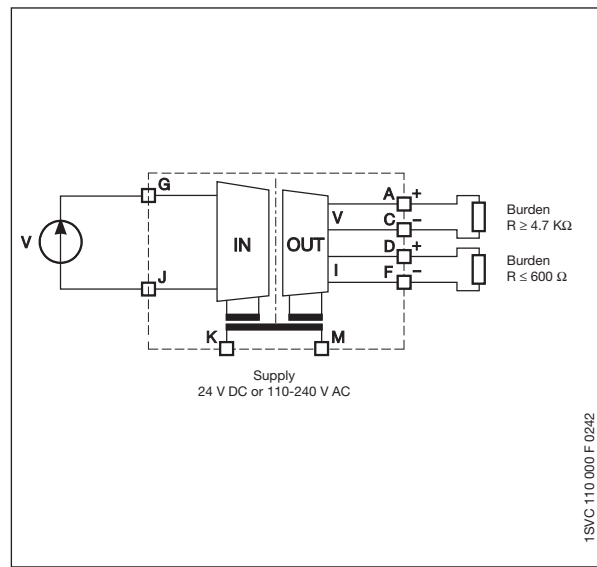 G
A +
V
C −
Burden
R ≥ 4.7 KΩ
V
IN
OUT
D +
I
F −
Burden
R ≤ 600 Ω
J
K
M
Supply
24 V DC or 110-240 V AC
1SVC 110 000 F 0242